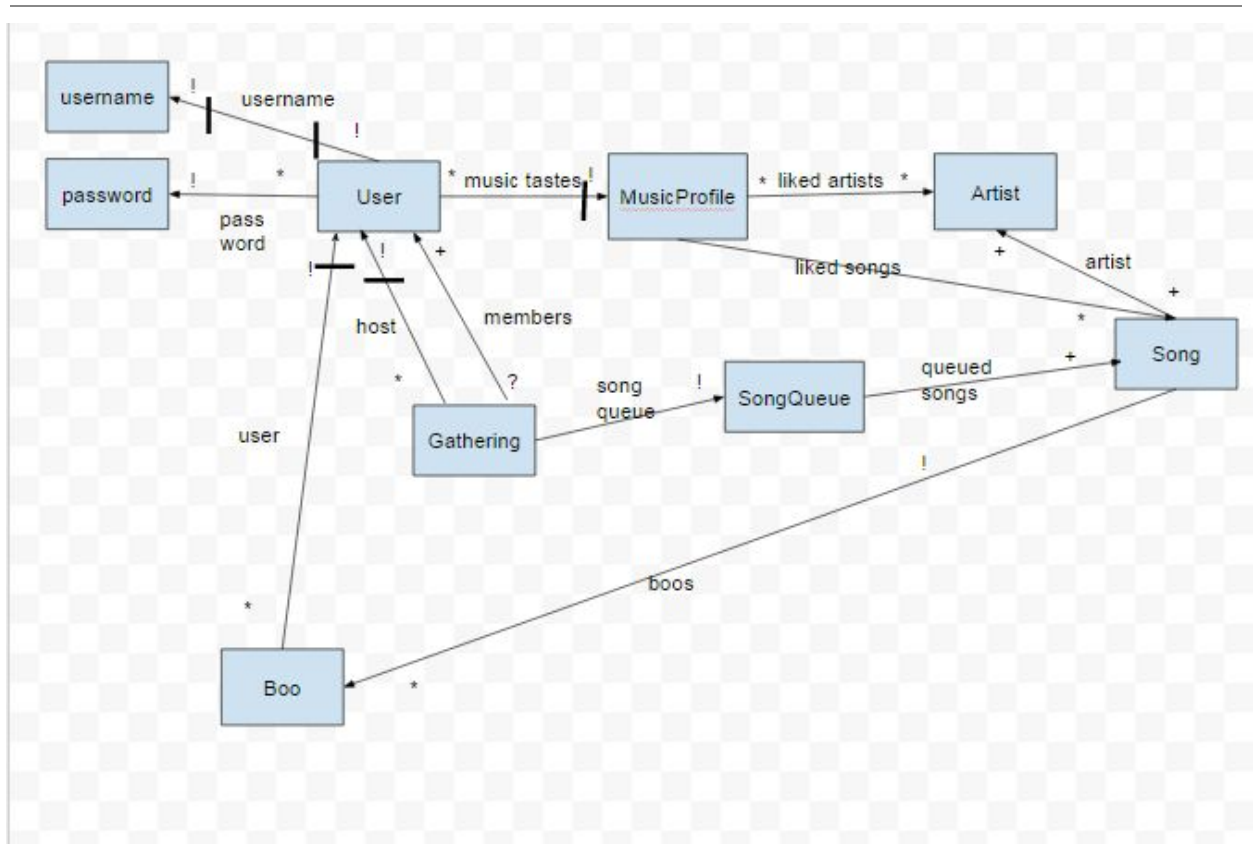 username
!
username
!
password
!
*
pass
word
User
*
music tastes
!
MusicProfile
*
liked artists
*
Artist
!
!
+
host
members
liked songs
+
artist
+
*
Song
*
?
song
queue
!
SongQueue
queued
songs
+
Gathering
user
!
boos
*
Boo
*